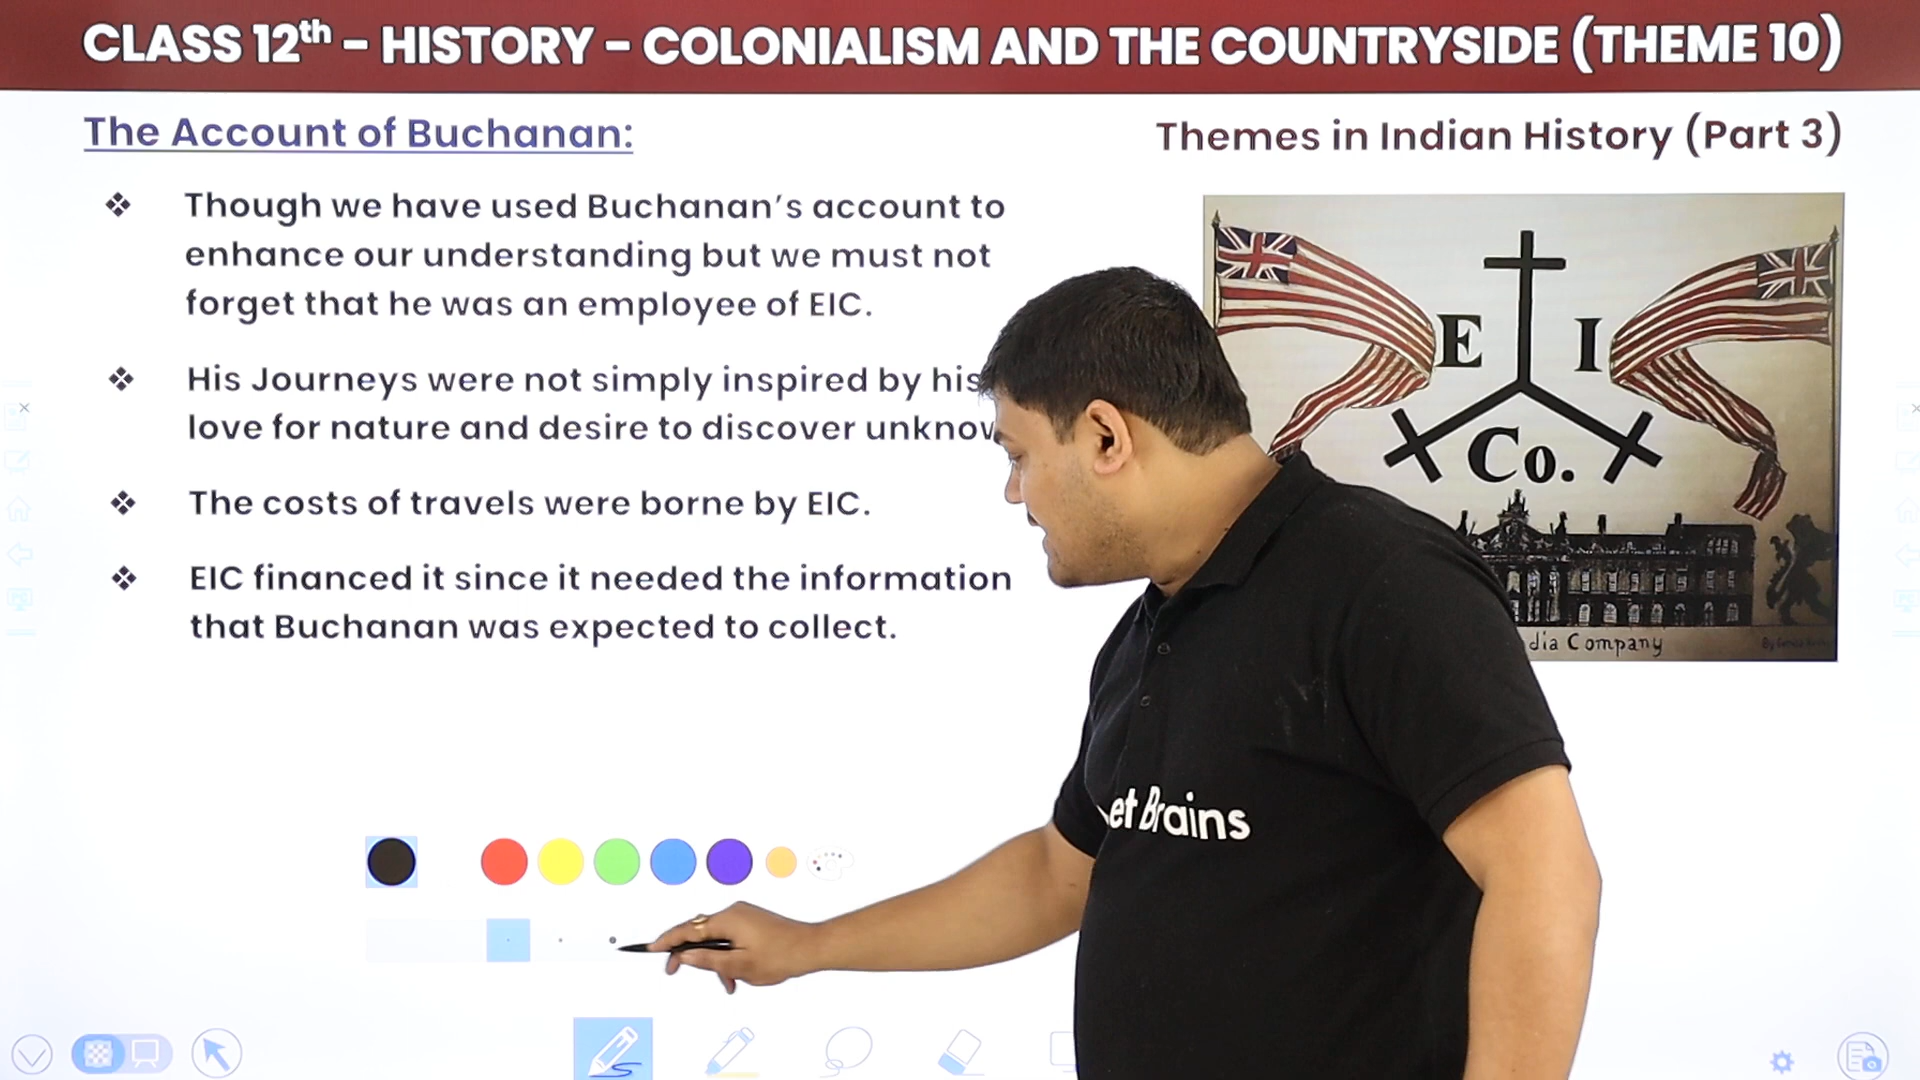 CLASS 12th – HISTORY – COLONIALISM AND THE COUNTRYSIDE (THEME 10)
The Account of Buchanan:
Themes in Indian History (Part 3)
❖ Though we have used Buchanan's account to
enhance our understanding but we must not
forget that he was an employee of EIC.
❖ His Journeys were not simply inspired by his
love for nature and desire to discover
❖ The costs of travels were borne by EIC.
❖ EIC financed it since it needed the information
that Buchanan was expected to collect.
E I
Co.
Company
Brains